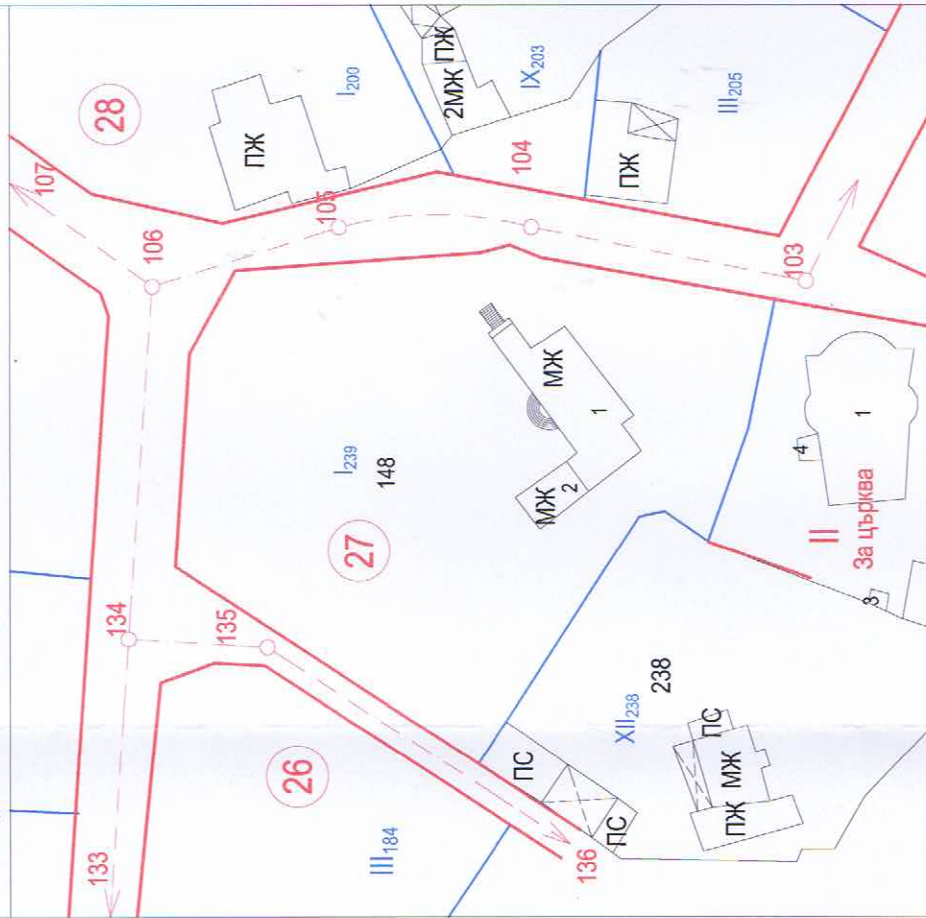 107
28
ПЖ
I200
2МЖ
ПЖ
IX203
104
ПЖ
III205
106
105
103
I239
148
МЖ
1
МЖ
2
27
134
135
4
1
II
За църква
3
133
26
III184
136
ПС
ПС
XII238
238
ПС
МЖ
ПЖ